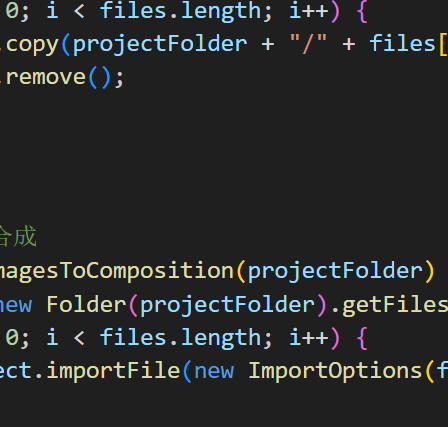 0; i < files.length; i++) {
.copy(projectFolder + "/" + files[
.remove();
合成
magesToComposition(projectFolder)
new Folder(projectFolder).getFiles
0; i < files.length; i++) {
ect.importFile(new ImportOptions(f